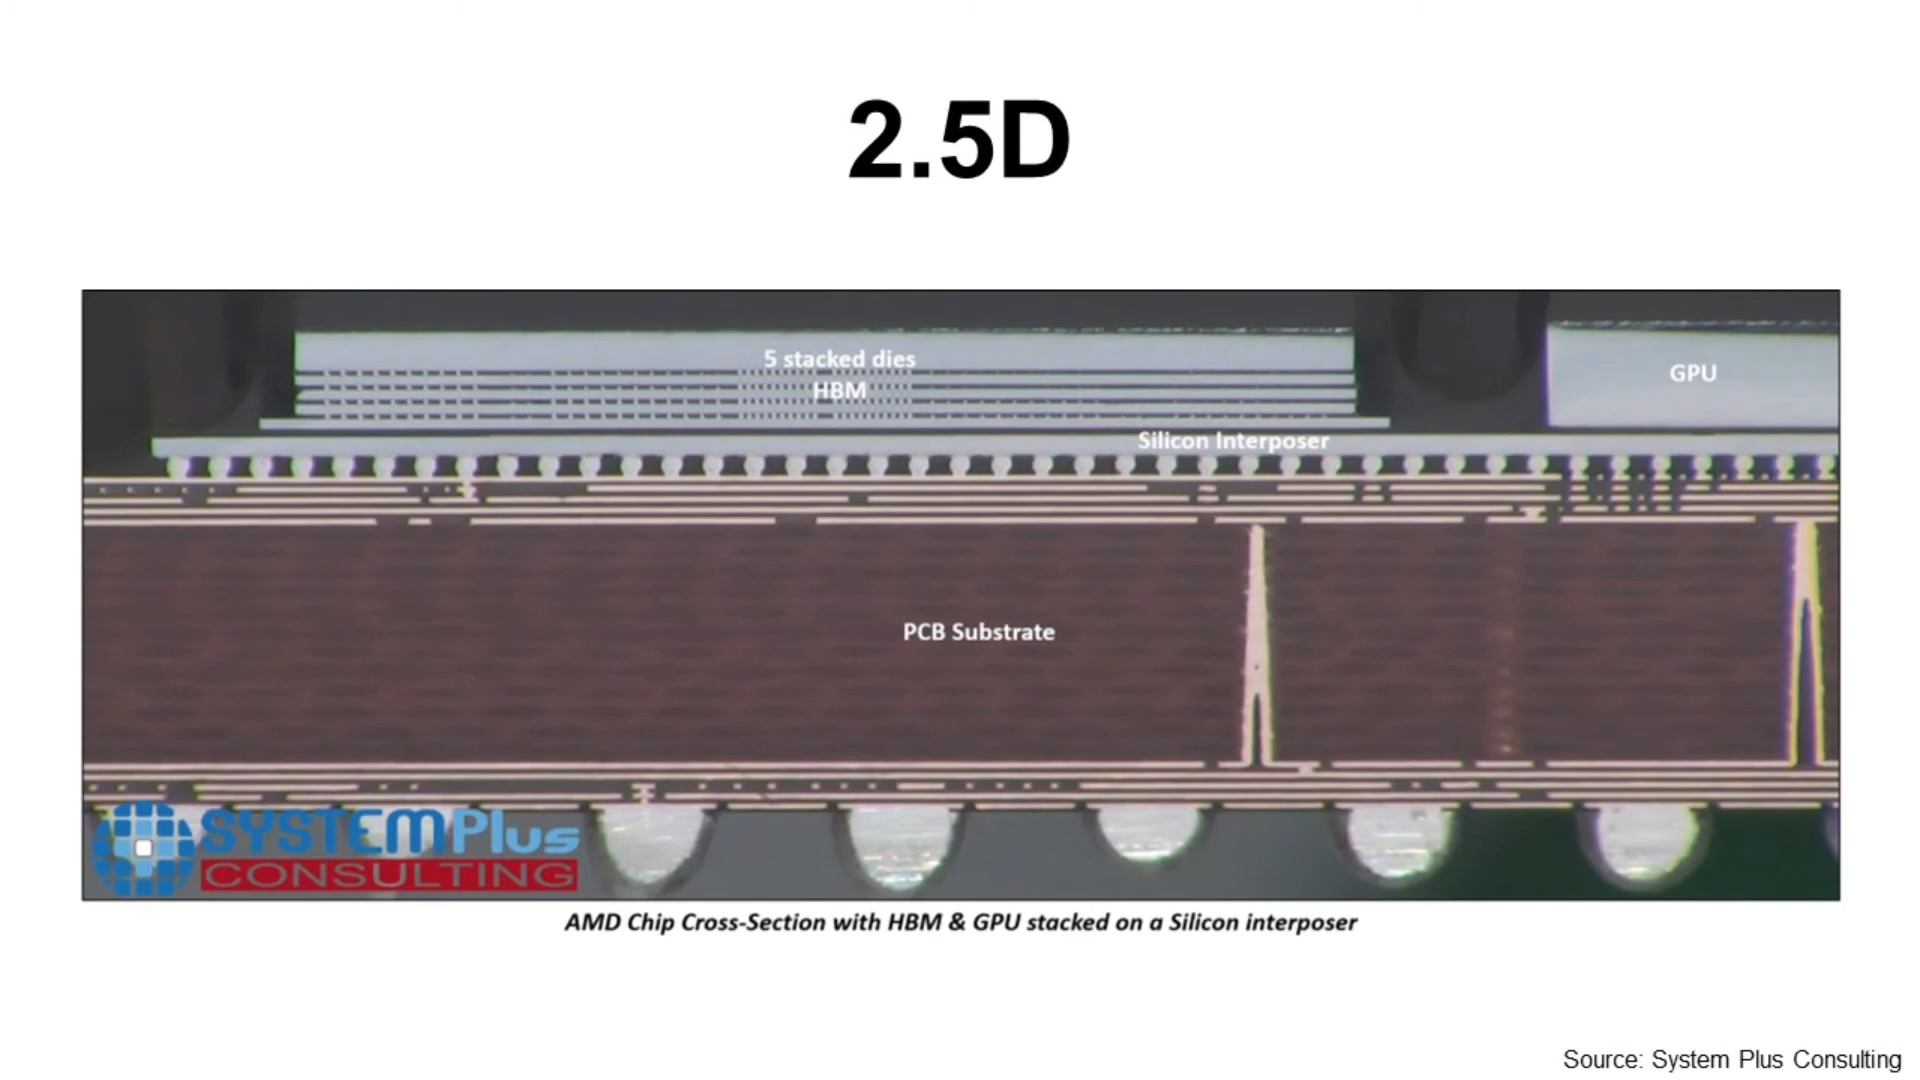 2.5D
5 stacked dies
HBM
GPU
Silicon Interposer
PCB Substrate
SYSTEMPlus
CONSULTING
AMD Chip Cross-Section with HBM & GPU stacked on a Silicon interposer
Source: System Plus Consulting